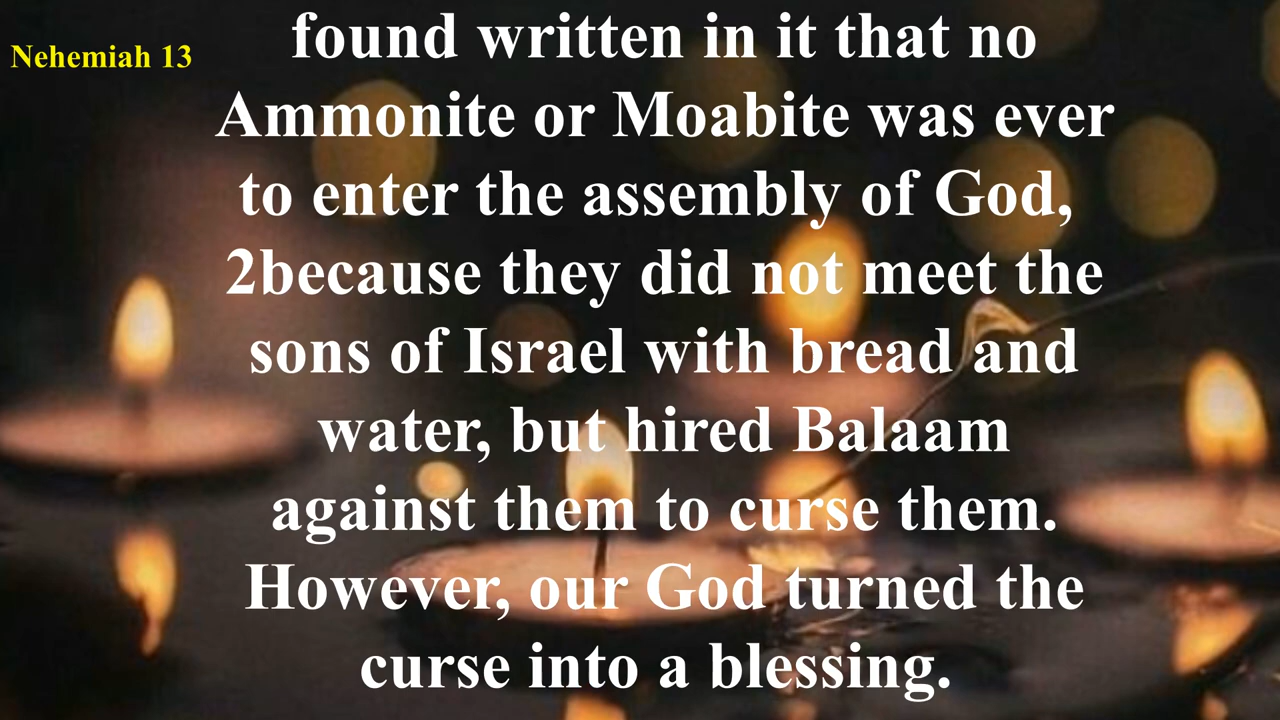 Nehemiah 13
found written in it that no
Ammonite or Moabite was ever
to enter the assembly of God,
2because they did not meet the
sons of Israel with bread and
water, but hired Balaam
against them to curse them.
However, our God turned the
curse into a blessing.